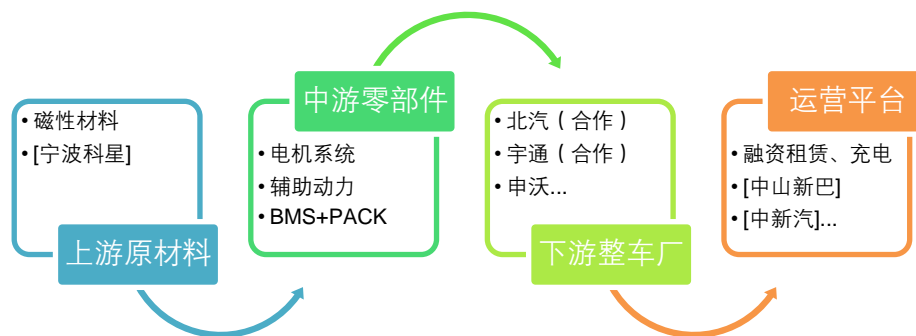 上游原材料
• 磁性材料
• [宁波科星]
中游零部件
• 电机系统
• 辅助动力
• BMS+PACK
下游整车厂
• 北汽（合作）
• 宇通（合作）
• 申沃...
运营平台
• 融资租赁、充电
• [中山新巴]
• [中新汽]...